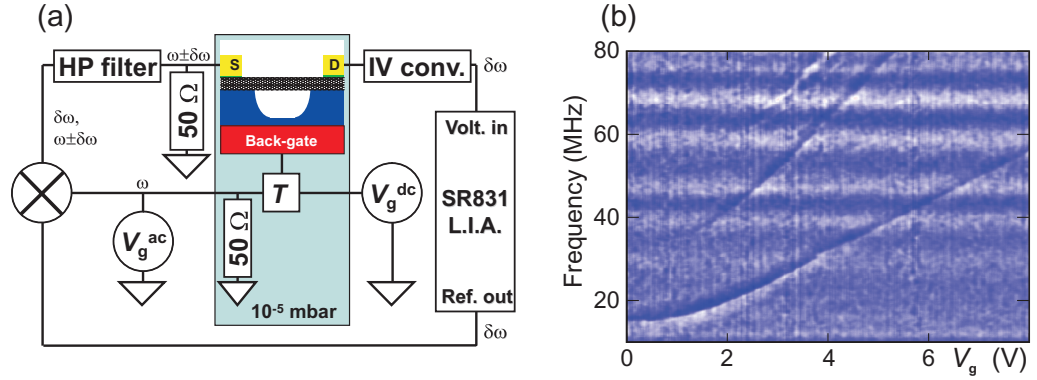 (a)
HP filter
ω±δω
50 Ω
S
D
IV conv.
δω
δω,
ω±δω
Back-gate
Volt. in
SR831
L.I.A.
Ref. out
ω
T
V_g^dc
V_g^ac
50 Ω
10⁻⁵ mbar
δω
(b)
Frequency (MHz)
80
60
40
20
0
2
4
6
V_g (V)